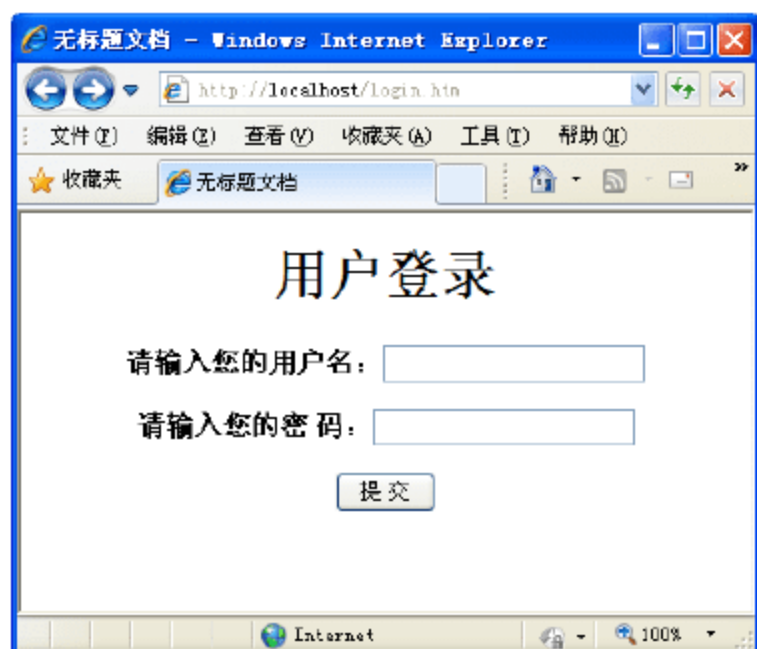 无标题文档 - Windows Internet Explorer
http://localhost/login.htm
文件(F) 编辑(E) 查看(V) 收藏夹(A) 工具(T) 帮助(H)
收藏夹 无标题文档 »
用户登录
请输入您的用户名：
请输入您的密 码：
提 交
Internet 100%